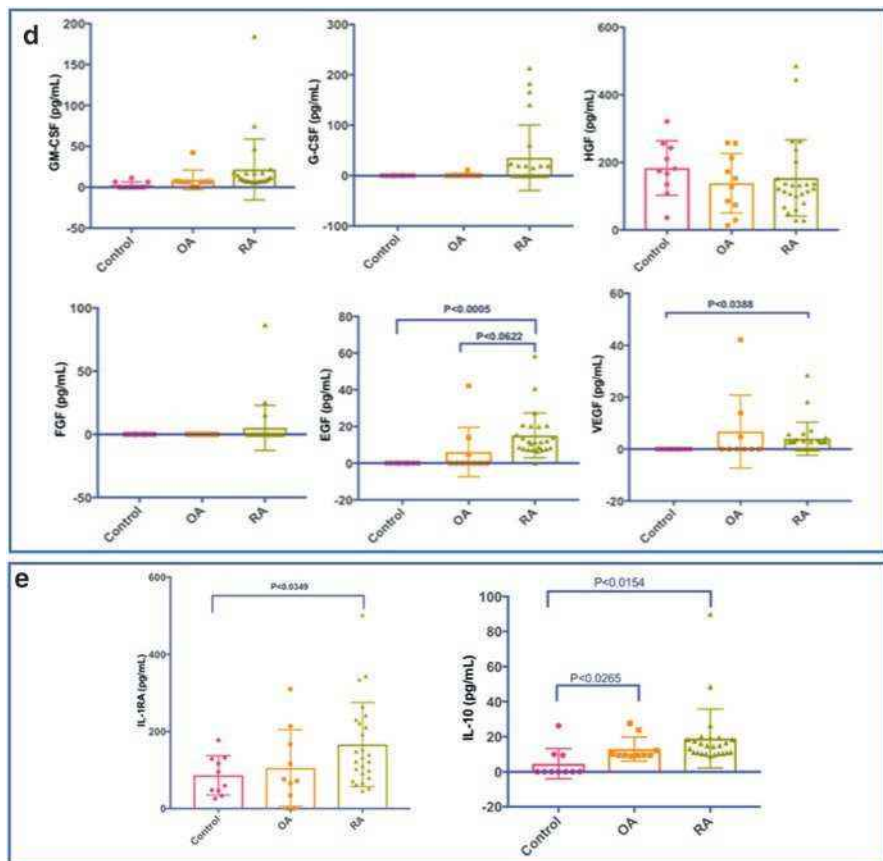 d
GM-CSF (pg/mL)
200
150
100
50
0
-50
Control
OA
RA
G-CSF (pg/mL)
300
200
100
0
-100
Control
OA
RA
HGF (pg/mL)
600
400
200
0
Control
OA
RA
FGF (pg/mL)
100
50
0
-50
Control
OA
RA
P<0.0005
P<0.0622
EGF (pg/mL)
80
60
40
20
0
-20
Control
OA
RA
P<0.0388
VEGF (pg/mL)
60
40
20
0
-20
Control
OA
RA
e
P<0.0349
IL-1RA (pg/mL)
600
400
200
0
Control
OA
RA
P<0.0154
P<0.0265
IL-10 (pg/mL)
100
80
60
40
20
0
-20
Control
OA
RA